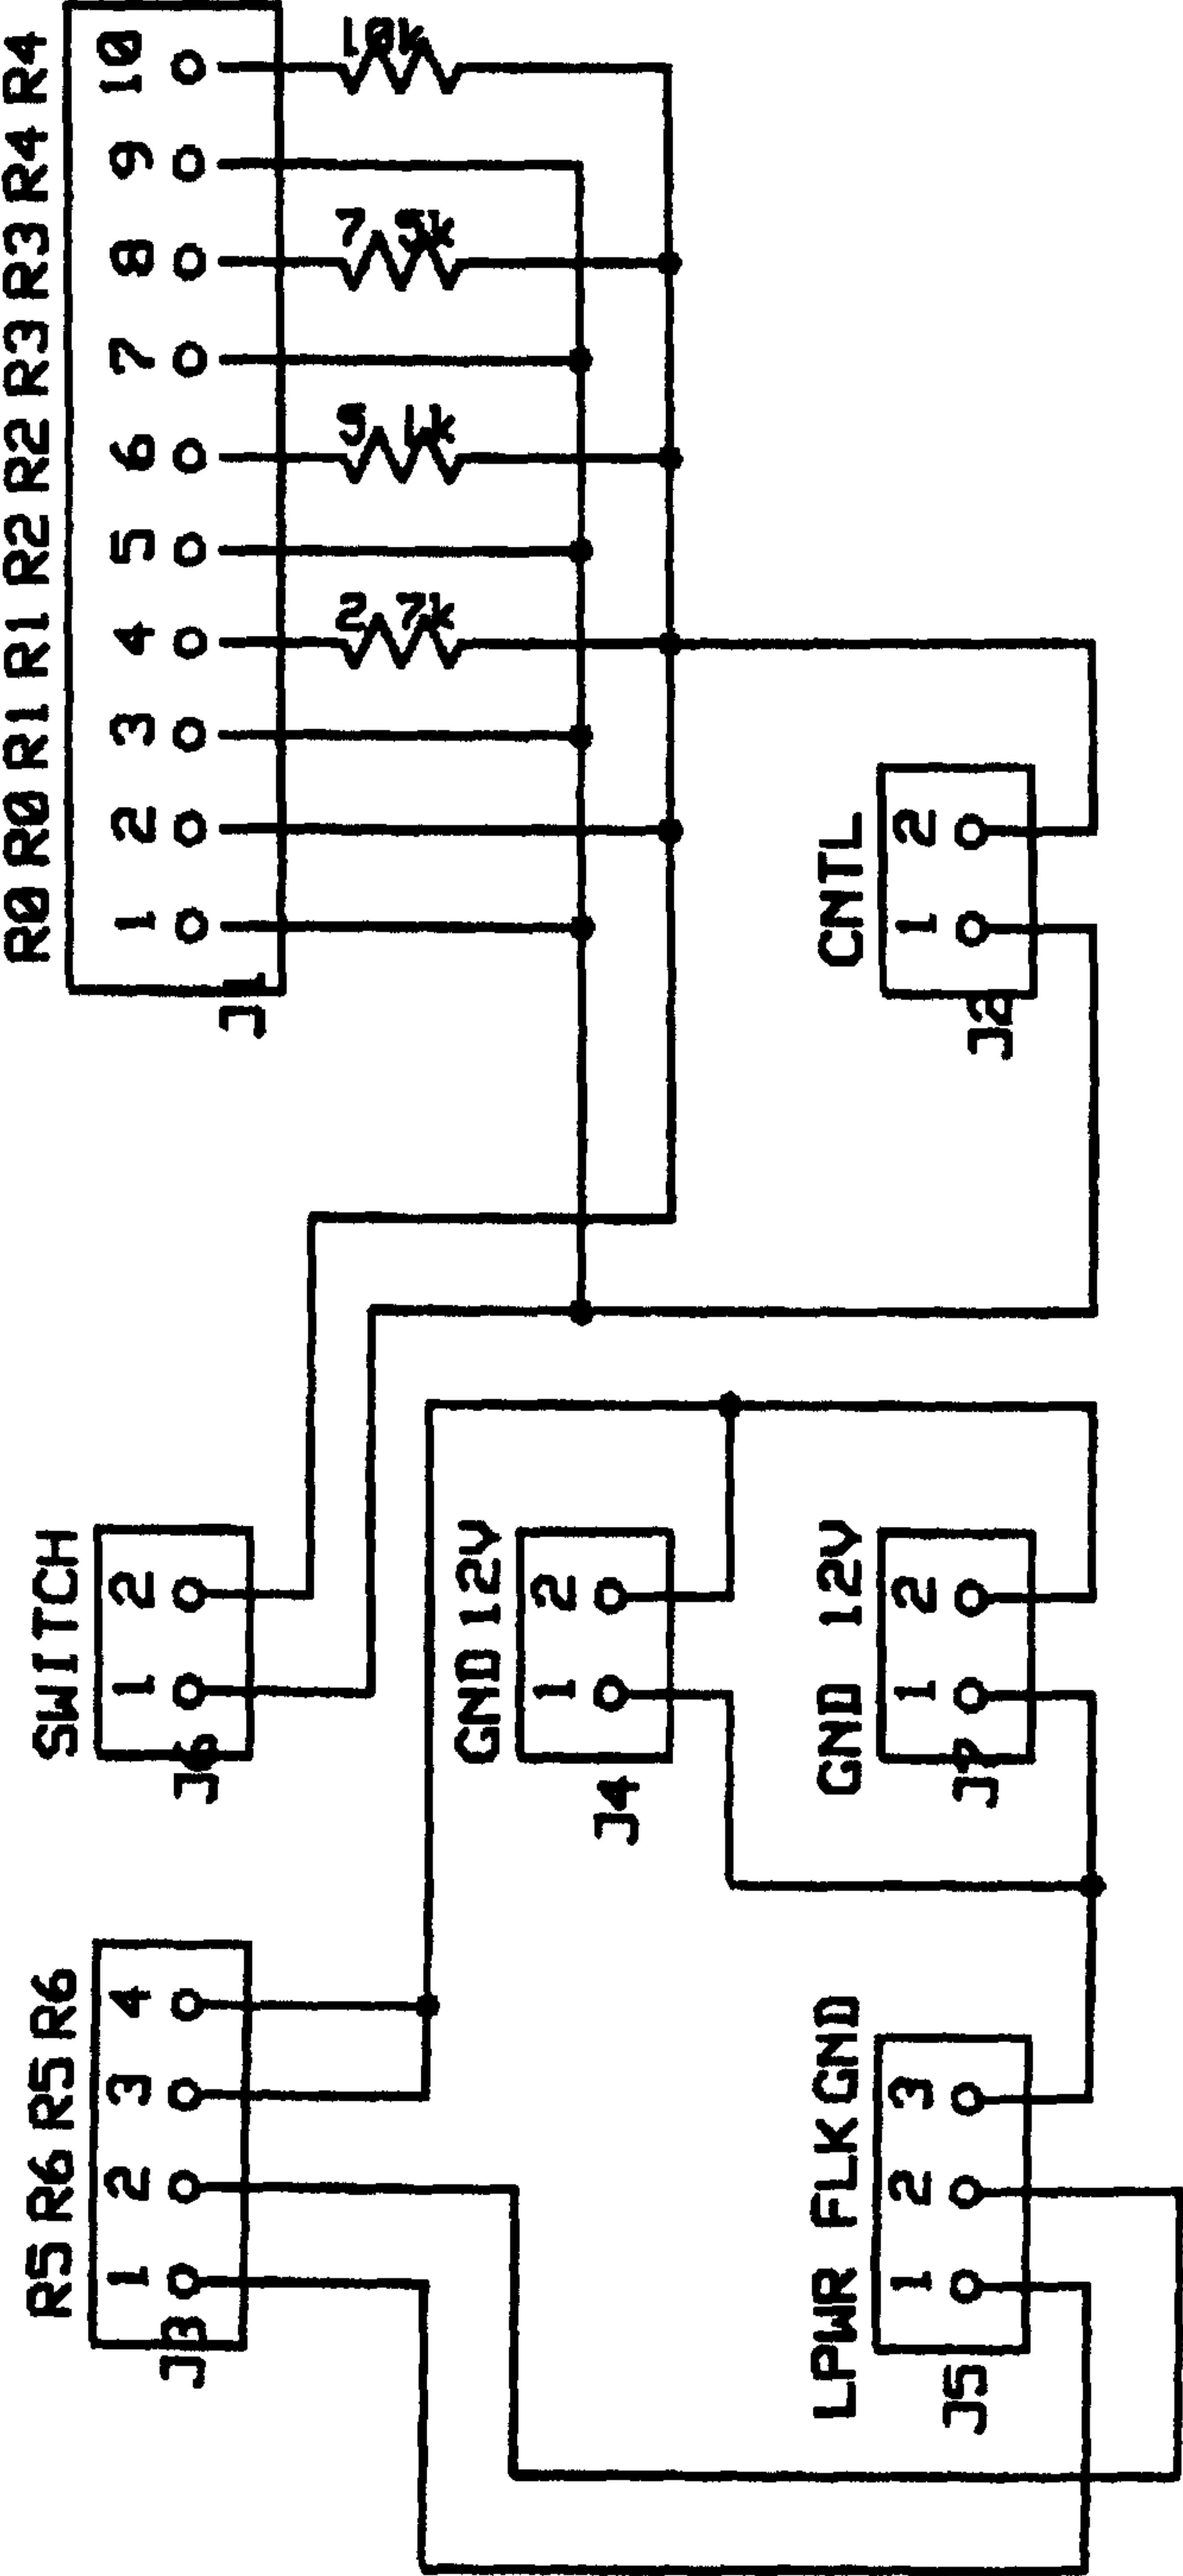 R5 R6 R5 R6
1 2 3 4
J3
SWITCH
1 2
J6
R0 R0 R1 R1 R2 R2 R3 R3 R4 R4
1 2 3 4 5 6 7 8 9 10
J1
2 7k
5 1k
7 5k
10k
GND 12V
1 2
J4
LPWR FLK GND
1 2 3
J5
GND 12V
1 2
J7
CNTL
1 2
J2